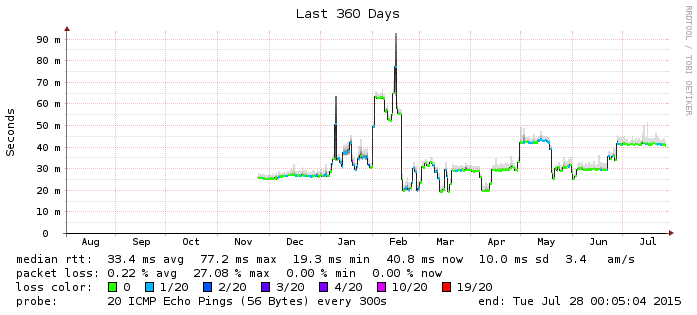 Last 360 Days
90 m
80 m
70 m
60 m
50 m
40 m
30 m
20 m
10 m
0
Seconds
Aug Sep Oct Nov Dec Jan Feb Mar Apr May Jun Jul
median rtt: 33.4 ms avg 77.2 ms max 19.3 ms min 40.8 ms now 10.0 ms sd 3.4 am/s
packet loss: 0.22 % avg 27.08 % max 0.00 % min 0.00 % now
loss color: 0 1/20 2/20 3/20 4/20 10/20 19/20
probe: 20 ICMP Echo Pings (56 Bytes) every 300s end: Tue Jul 28 00:05:04 2015
RRDTOOL / TOBI OETIKER